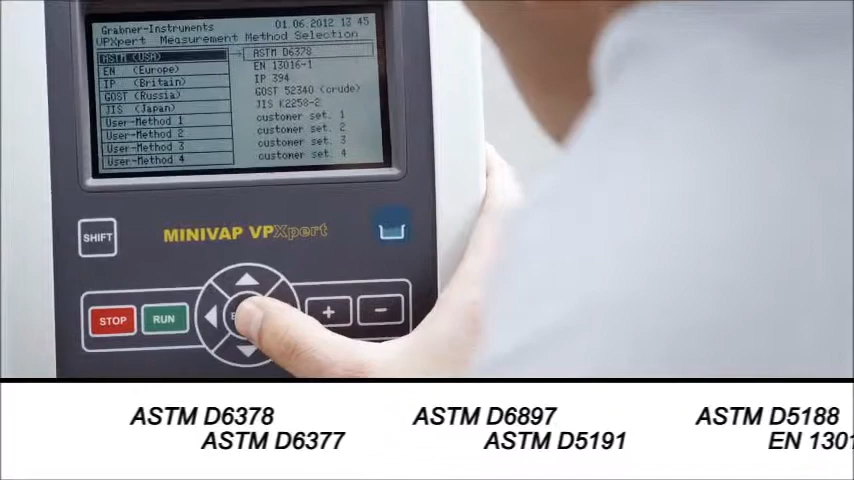 Grabner-Instruments 01.06.2012 13 45
VPXpert Measurement Method Selection
ASTM (USA) ASTM D6378
EN (Europe) EN 13016-1
IP (Britain) IP 394
GOST (Russia) GOST 52340 (crude)
JIS (Japan) JIS K2258-2
User-Method 1 customer set. 1
User-Method 2 customer set. 2
User-Method 3 customer set. 3
User-Method 4 customer set. 4
SHIFT
MINIVAP VPXpert
STOP RUN + -
ASTM D6378 ASTM D6897 ASTM D5188
ASTM D6377 ASTM D5191 EN 1301